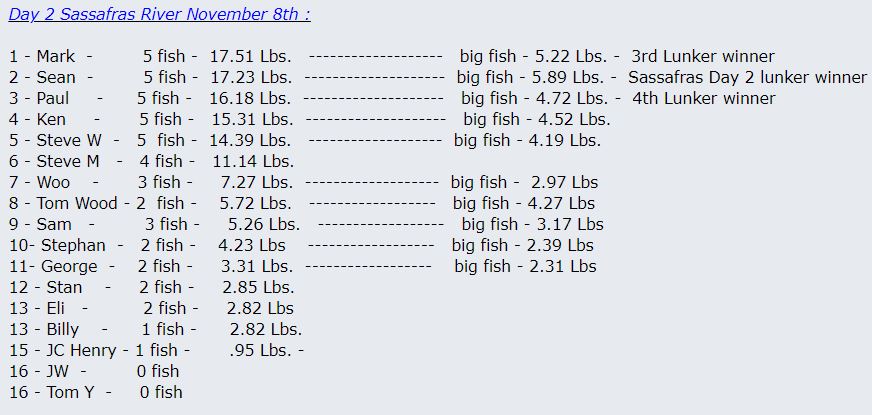 Day 2 Sassafras River November 8th :
1 - Mark - 5 fish - 17.51 Lbs. ------------------- big fish - 5.22 Lbs. - 3rd Lunker winner
2 - Sean - 5 fish - 17.23 Lbs. -------------------- big fish - 5.89 Lbs. - Sassafras Day 2 lunker winner
3 - Paul - 5 fish - 16.18 Lbs. -------------------- big fish - 4.72 Lbs. - 4th Lunker winner
4 - Ken - 5 fish - 15.31 Lbs. -------------------- big fish - 4.52 Lbs.
5 - Steve W - 5 fish - 14.39 Lbs. ------------------- big fish - 4.19 Lbs.
6 - Steve M - 4 fish - 11.14 Lbs.
7 - Woo - 3 fish - 7.27 Lbs. ------------------- big fish - 2.97 Lbs
8 - Tom Wood - 2 fish - 5.72 Lbs. ------------------ big fish - 4.27 Lbs
9 - Sam - 3 fish - 5.26 Lbs. ------------------ big fish - 3.17 Lbs
10- Stephan - 2 fish - 4.23 Lbs ------------------ big fish - 2.39 Lbs
11- George - 2 fish - 3.31 Lbs. ------------------ big fish - 2.31 Lbs
12 - Stan - 2 fish - 2.85 Lbs.
13 - Eli - 2 fish - 2.82 Lbs
13 - Billy - 1 fish - 2.82 Lbs.
15 - JC Henry - 1 fish - .95 Lbs. -
16 - JW - 0 fish
16 - Tom Y - 0 fish